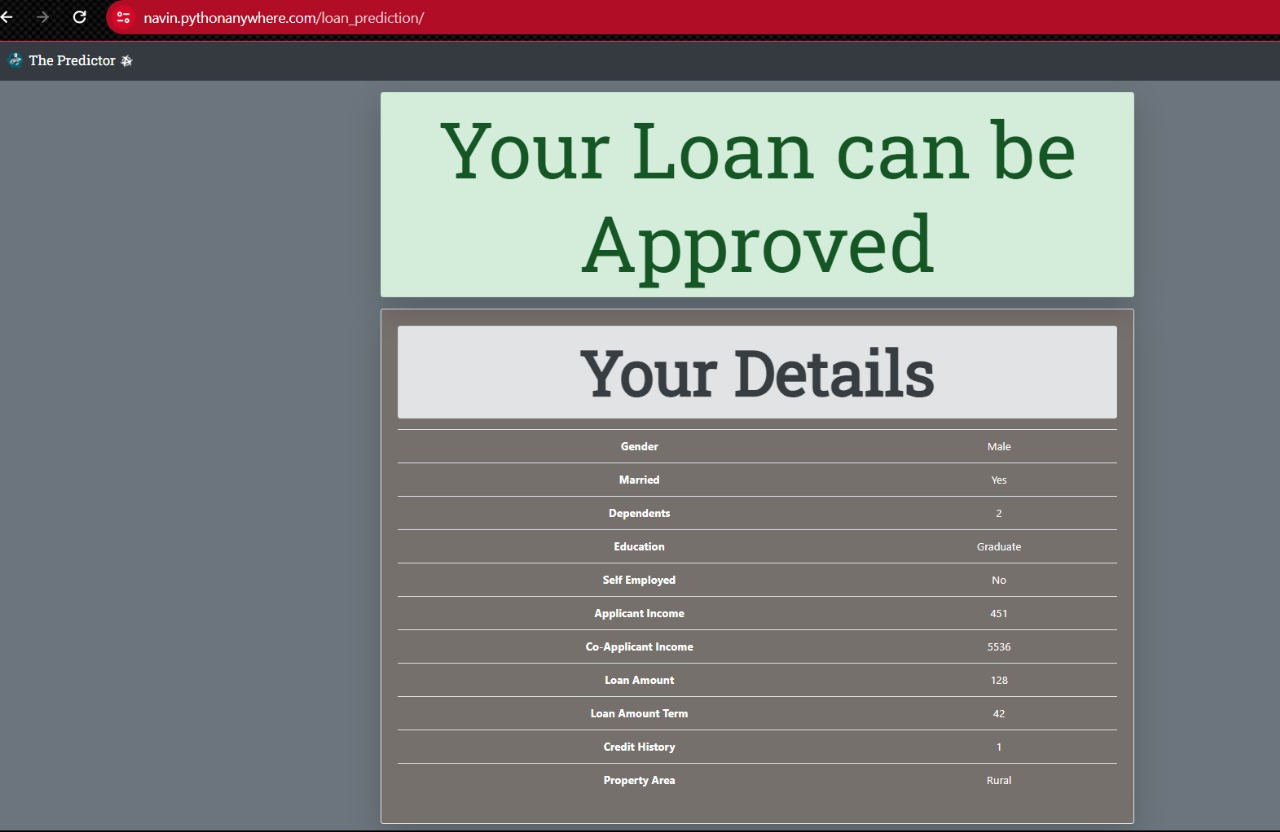 navin.pythonanywhere.com/loan_prediction/
The Predictor
Your Loan can be
Approved
Your Details
Gender Male
Married Yes
Dependents 2
Education Graduate
Self Employed No
Applicant Income 451
Co-Applicant Income 5536
Loan Amount 128
Loan Amount Term 42
Credit History 1
Property Area Rural